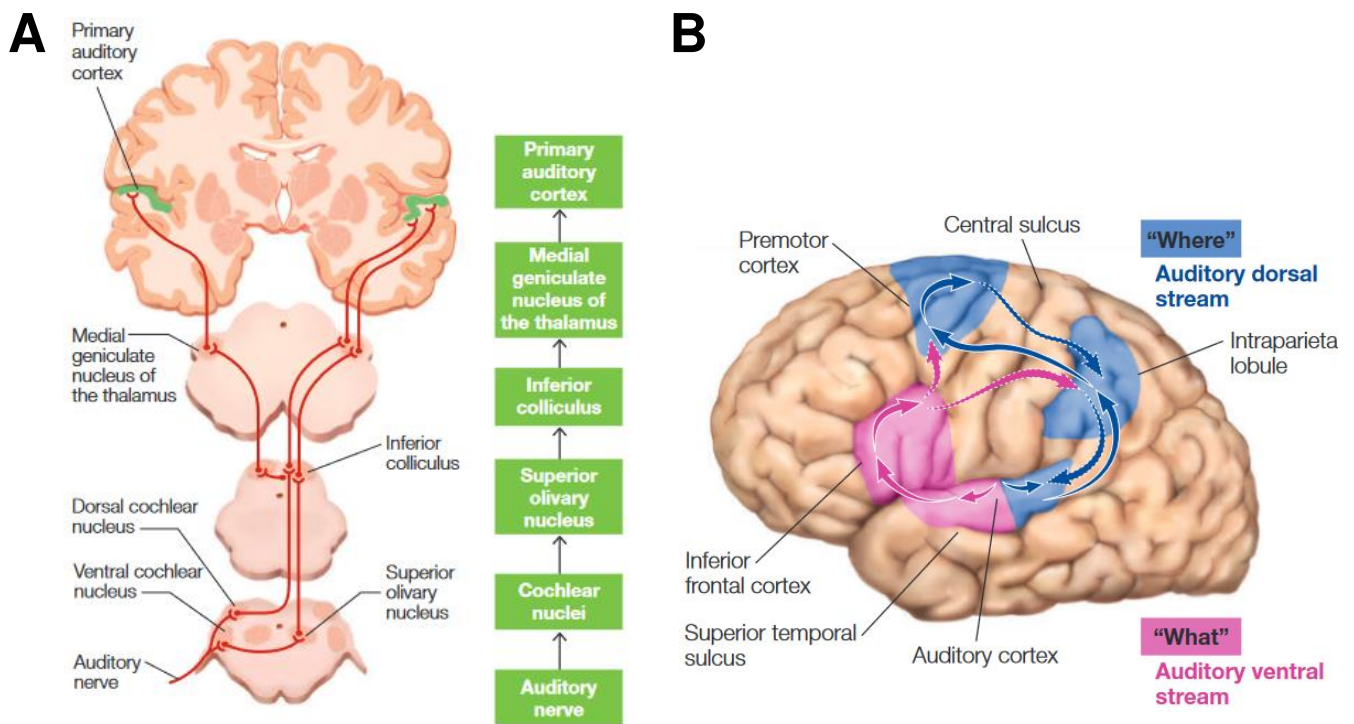 A
Primary
auditory
cortex
Medial
geniculate
nucleus of
the thalamus
Inferior
colliculus
Dorsal cochlear
nucleus
Ventral cochlear
nucleus
Superior
olivary
nucleus
Auditory
nerve
Primary
auditory
cortex
Medial
geniculate
nucleus of
the thalamus
Inferior
colliculus
Superior
olivary
nucleus
Cochlear
nuclei
Auditory
nerve
B
Premotor
cortex
Central sulcus
“Where”
Auditory dorsal
stream
Intraparieta
lobule
Inferior
frontal cortex
Superior temporal
sulcus
Auditory cortex
“What”
Auditory ventral
stream